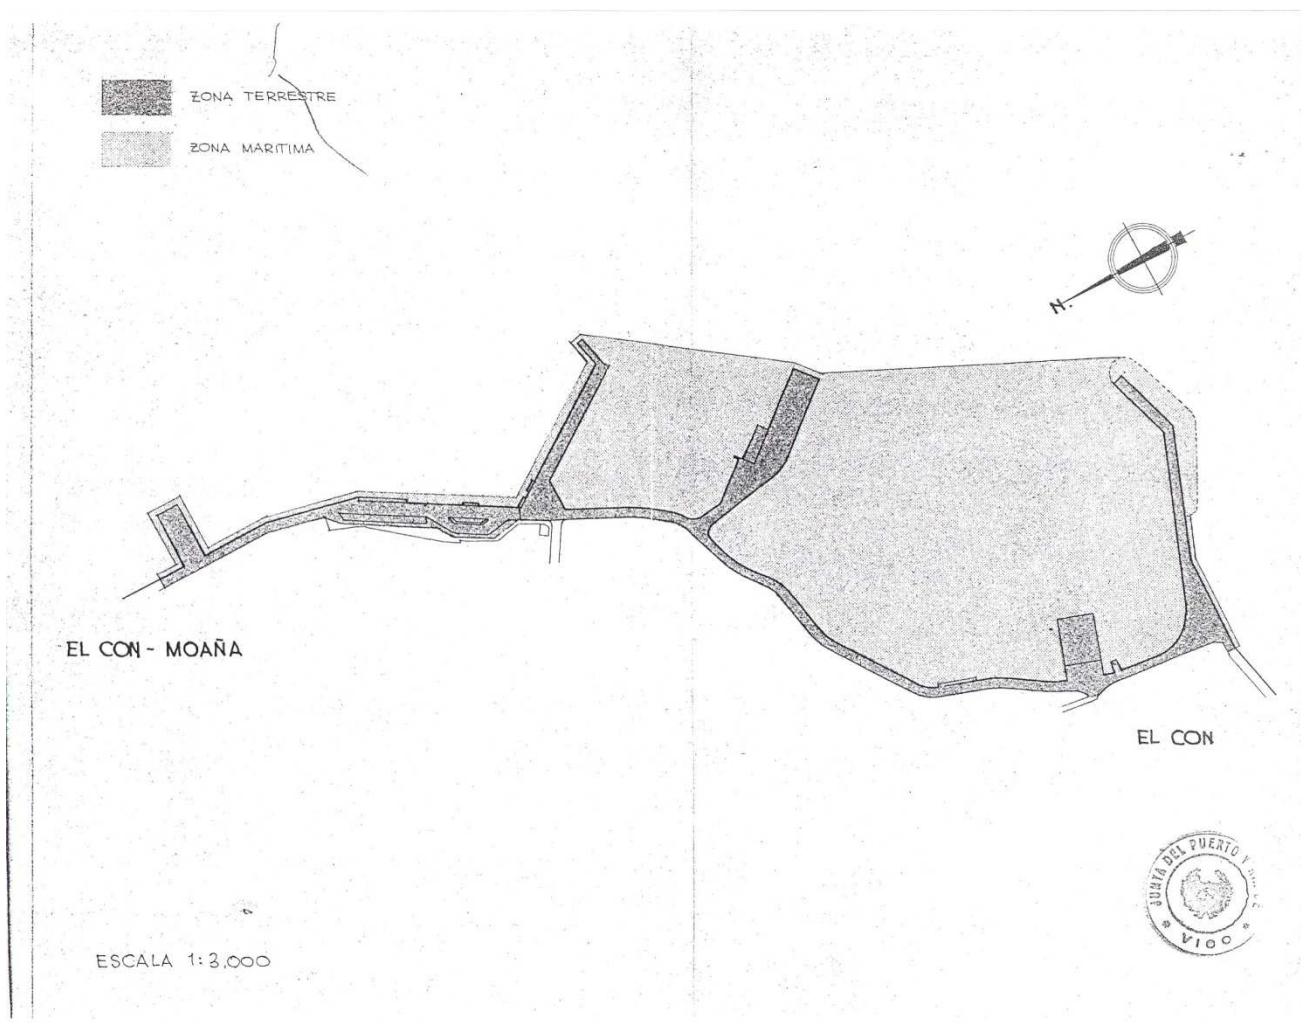 ZONA TERRESTRE
ZONA MARITIMA
N.
EL CON - MOAÑA
EL CON
JUNTA DEL PUERTO Y
* VIGO *
ESCALA 1:3,000